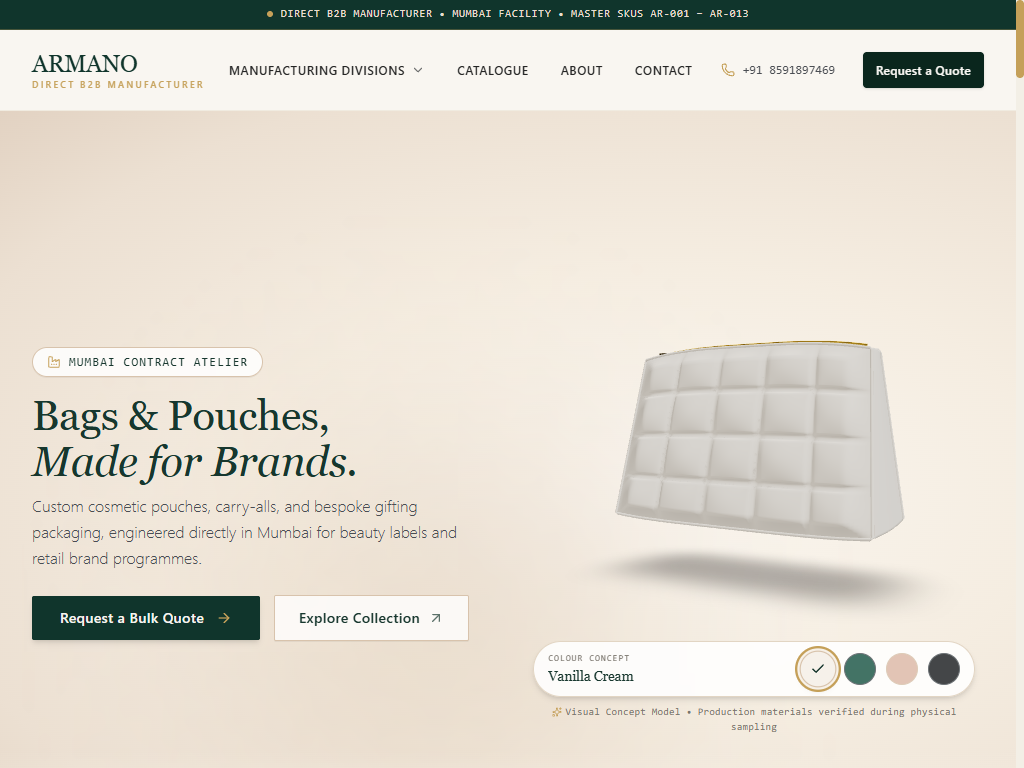 DIRECT B2B MANUFACTURER • MUMBAI FACILITY • MASTER SKUS AR-001 – AR-013
ARMANO
DIRECT B2B MANUFACTURER
MANUFACTURING DIVISIONS
CATALOGUE
ABOUT
CONTACT
+91 8591897469
Request a Quote
MUMBAI CONTRACT ATELIER
Bags & Pouches,
Made for Brands.
Custom cosmetic pouches, carry-alls, and bespoke gifting
packaging, engineered directly in Mumbai for beauty labels and
retail brand programmes.
Request a Bulk Quote
Explore Collection
COLOUR CONCEPT
Vanilla Cream
Visual Concept Model • Production materials verified during physical
sampling